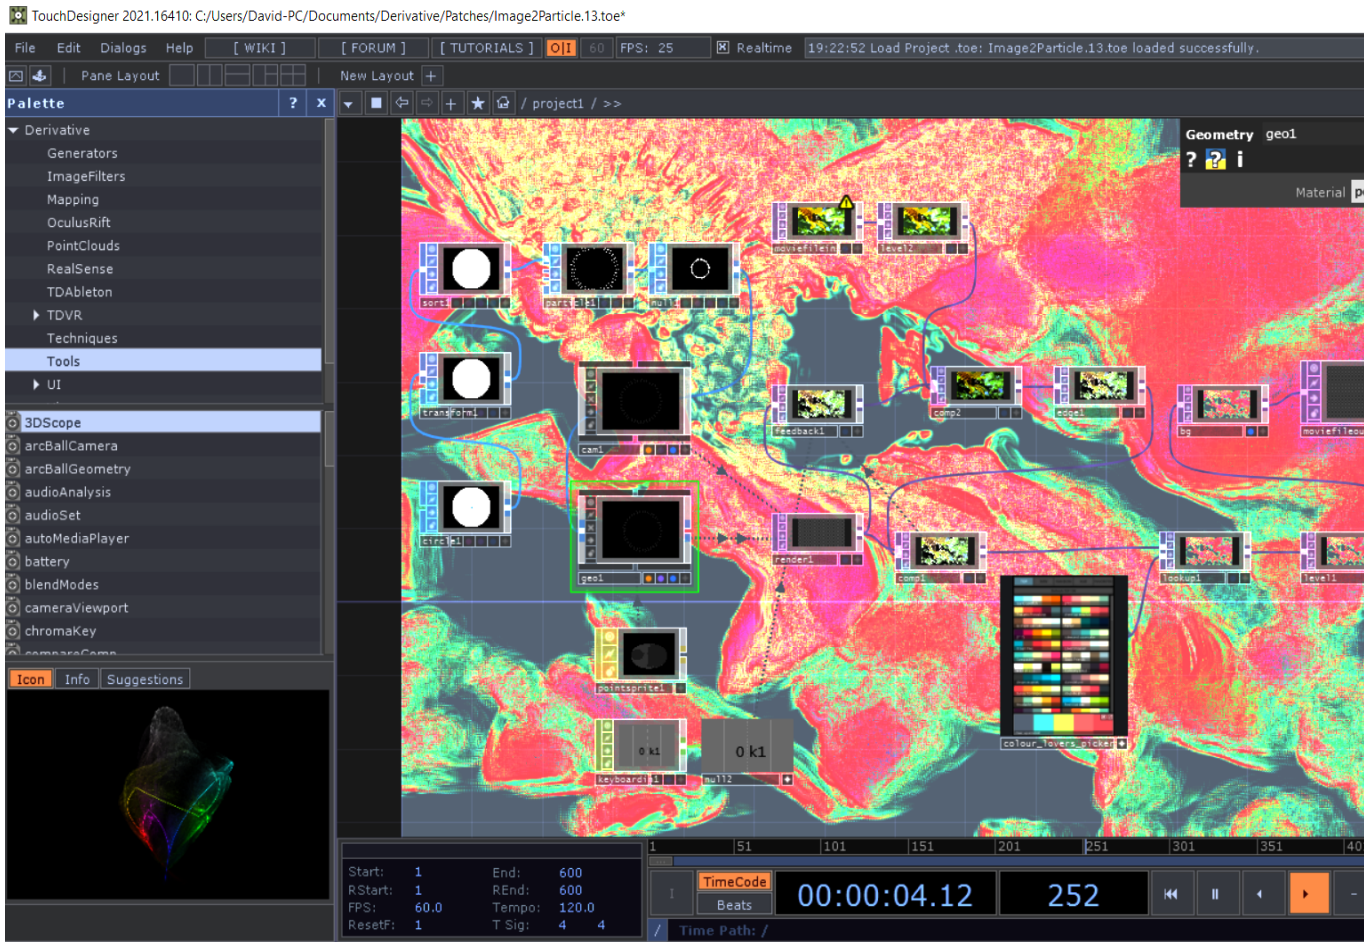 TouchDesigner 2021.16410: C:/Users/David-PC/Documents/Derivative/Patches/Image2Particle.13.toe*
File Edit Dialogs Help [ WIKI ] [ FORUM ] [ TUTORIALS ] O|I 60 FPS: 25 Realtime 19:22:52 Load Project .toe: Image2Particle.13.toe loaded successfully.
Pane Layout New Layout +
Palette ? x / project1 / >>
Derivative
Generators
ImageFilters
Mapping
OculusRift
PointClouds
RealSense
TDAbleton
TDVR
Techniques
Tools
UI
3DScope
arcBallCamera
arcBallGeometry
audioAnalysis
audioSet
autoMediaPlayer
battery
blendModes
cameraViewport
chromaKey
compareComp
Icon Info Suggestions
Geometry geo1
? ? i
Material
moviefilein level2
sort1 particle1 null1
transform1
cam1
feedback1
comp2
edge1
bg
moviefileou
circle1
geo1
render1
comp1
lookup1
level1
pointsprite1
colour_lovers_picker
0 k1 0 k1
keyboardin1 null2
1 51 101 151 201 251 301 351 40
Start: 1 End: 600
RStart: 1 REnd: 600
FPS: 60.0 Tempo: 120.0
ResetF: 1 T Sig: 4 4
TimeCode
Beats
00:00:04.12 252
/ Time Path: /